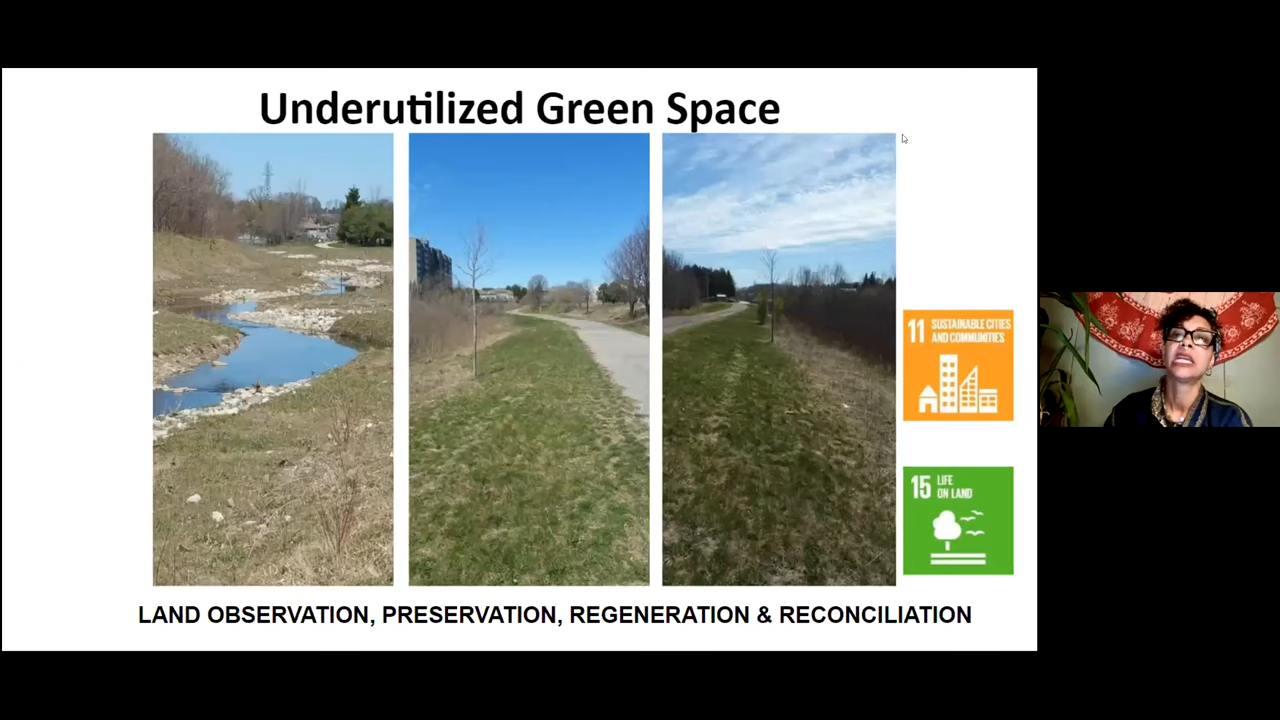 Underutilized Green Space
11 SUSTAINABLE CITIES
AND COMMUNITIES
15 LIFE
ON LAND
LAND OBSERVATION, PRESERVATION, REGENERATION & RECONCILIATION